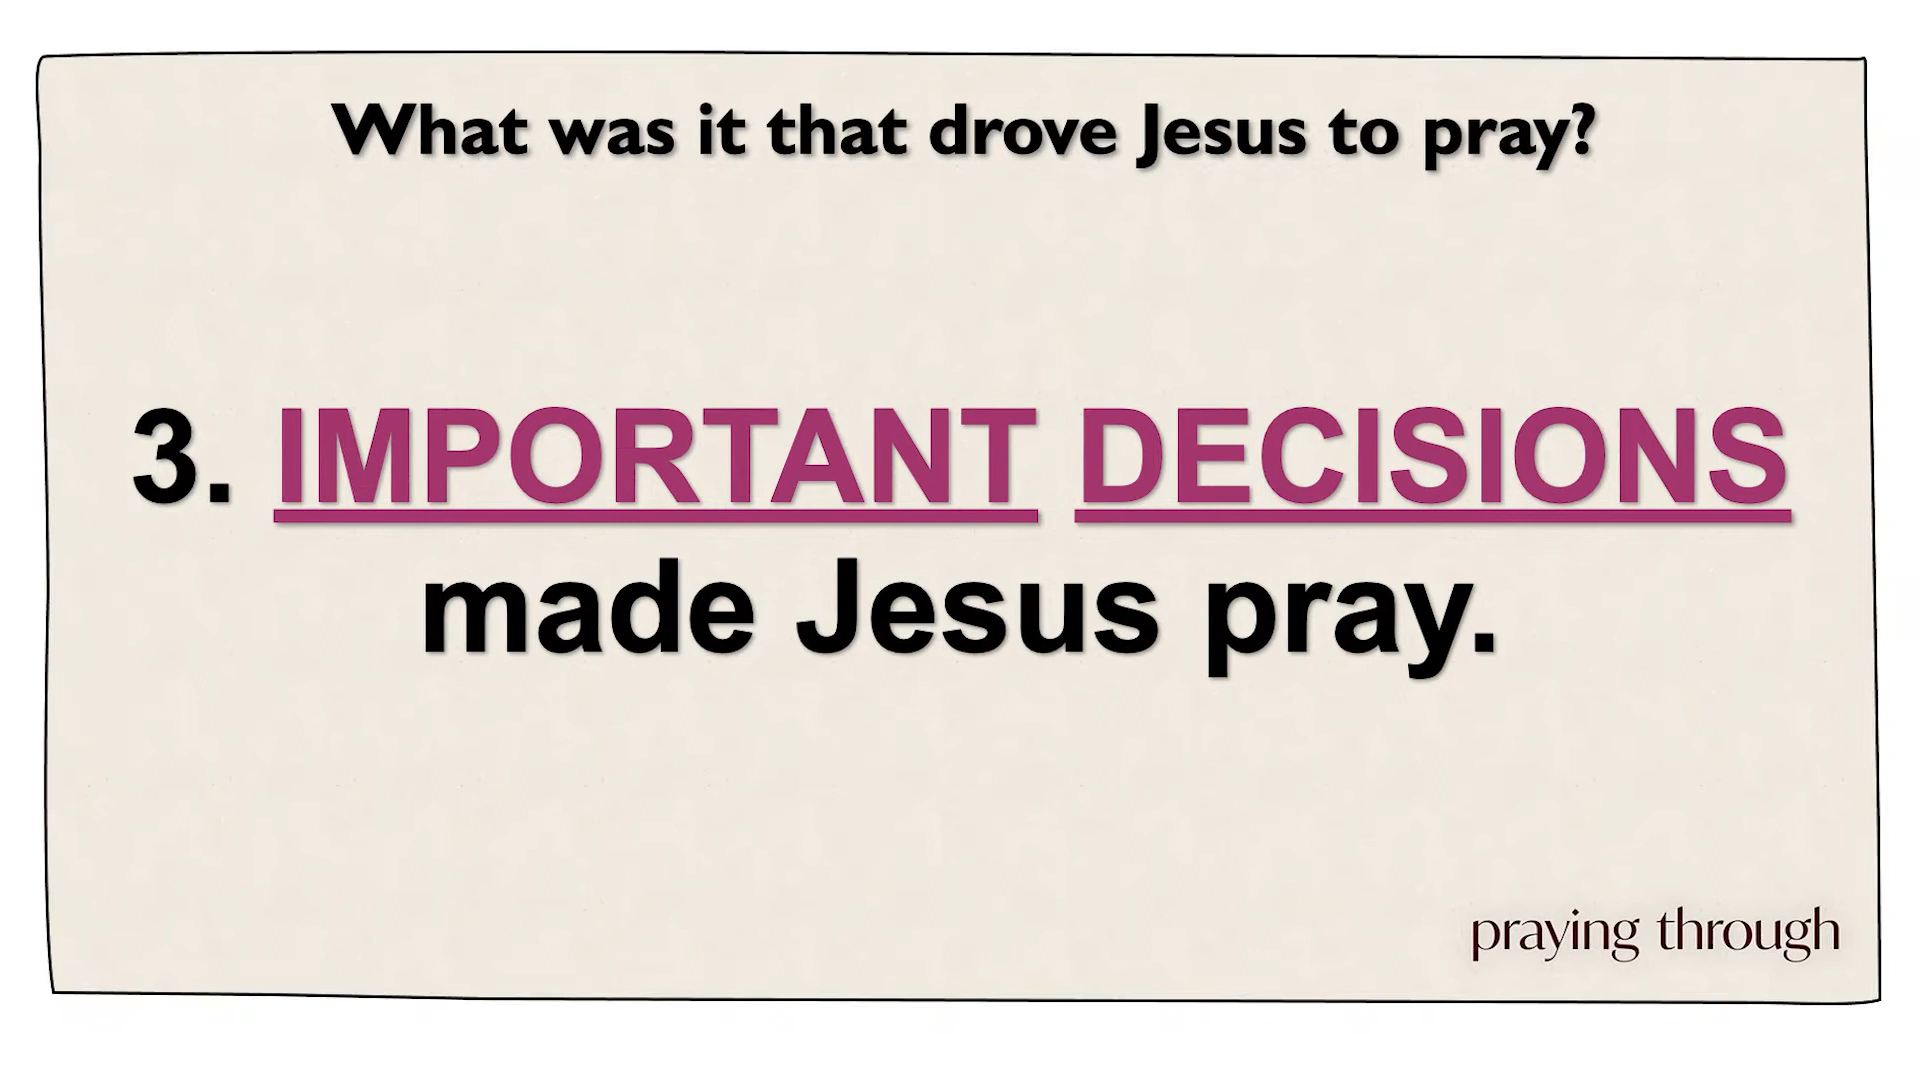 What was it that drove Jesus to pray?
3. IMPORTANT DECISIONS
made Jesus pray.
praying through